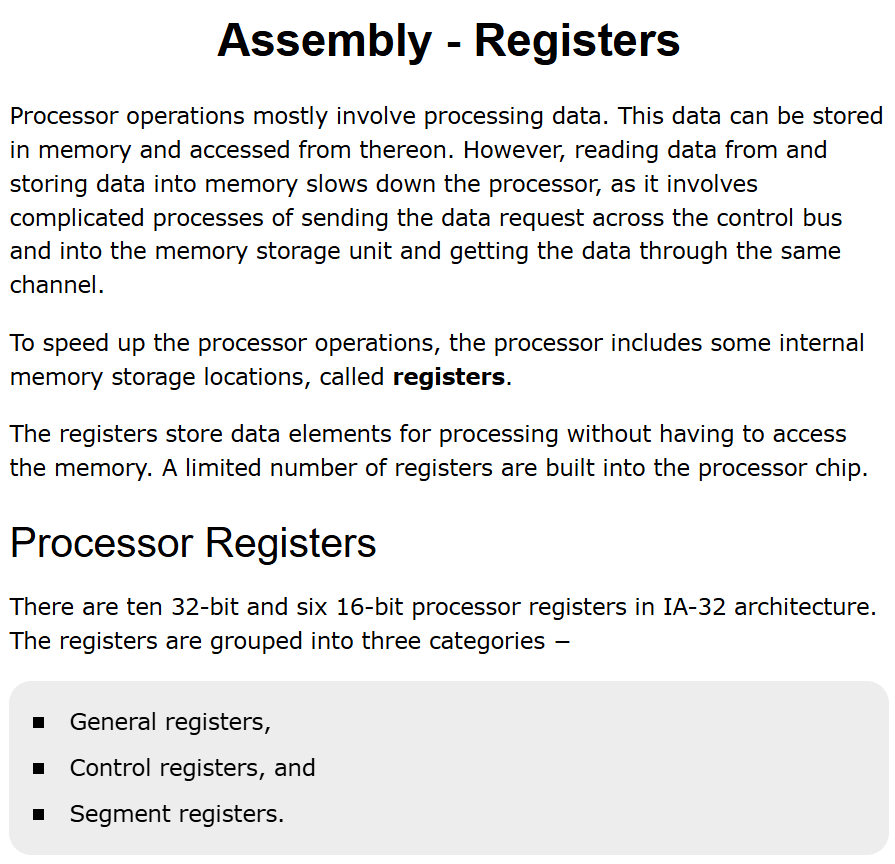 Assembly - Registers
Processor operations mostly involve processing data. This data can be stored
in memory and accessed from thereon. However, reading data from and
storing data into memory slows down the processor, as it involves
complicated processes of sending the data request across the control bus
and into the memory storage unit and getting the data through the same
channel.
To speed up the processor operations, the processor includes some internal
memory storage locations, called registers.
The registers store data elements for processing without having to access
the memory. A limited number of registers are built into the processor chip.
Processor Registers
There are ten 32-bit and six 16-bit processor registers in IA-32 architecture.
The registers are grouped into three categories −
General registers,
Control registers, and
Segment registers.